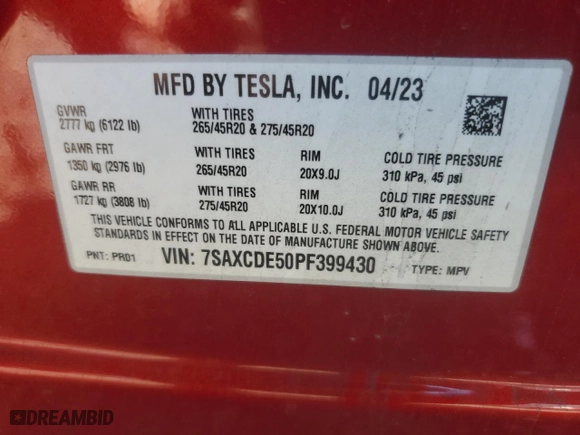 MFD BY TESLA, INC. 04/23
GVWR
2777 kg (6122 lb)
WITH TIRES
265/45R20 & 275/45R20
GAWR FRT
1350 kg (2976 lb)
WITH TIRES
265/45R20
RIM
20X9.0J
COLD TIRE PRESSURE
310 kPa, 45 psi
GAWR RR
1727 kg (3808 lb)
WITH TIRES
275/45R20
RIM
20X10.0J
COLD TIRE PRESSURE
310 kPa, 45 psi
THIS VEHICLE CONFORMS TO ALL APPLICABLE U.S. FEDERAL MOTOR VEHICLE SAFETY
STANDARDS IN EFFECT ON THE DATE OF MANUFACTURE SHOWN ABOVE.
PNT: PR01 VIN: 7SAXCDE50PF399430 TYPE: MPV
DREAMBID